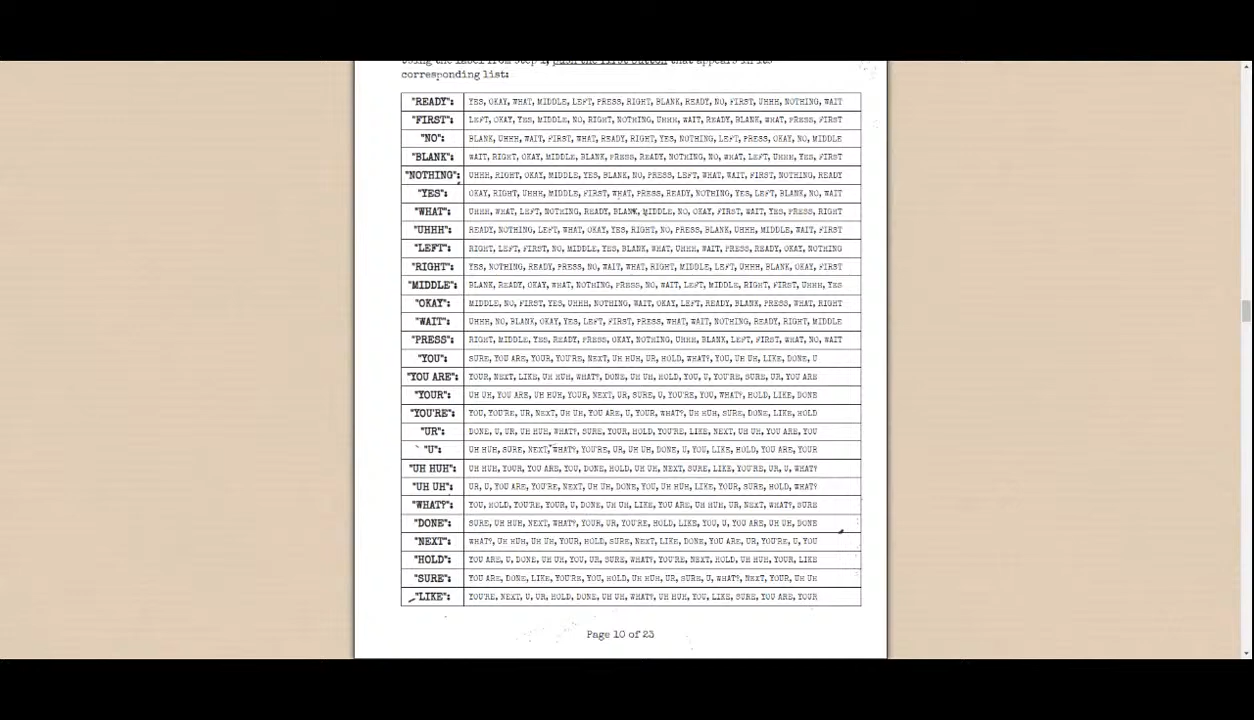 Using the label from Step 1, push the first button that appears in its
corresponding list:
"READY": YES, OKAY, WHAT, MIDDLE, LEFT, PRESS, RIGHT, BLANK, READY, NO, FIRST, UHHH, NOTHING, WAIT
"FIRST": LEFT, OKAY, YES, MIDDLE, NO, RIGHT, NOTHING, UHHH, WAIT, READY, BLANK, WHAT, PRESS, FIRST
"NO": BLANK, UHHH, WAIT, FIRST, WHAT, READY, RIGHT, YES, NOTHING, LEFT, PRESS, OKAY, NO, MIDDLE
"BLANK": WAIT, RIGHT, OKAY, MIDDLE, BLANK, PRESS, READY, NOTHING, NO, WHAT, LEFT, UHHH, YES, FIRST
"NOTHING": UHHH, RIGHT, OKAY, MIDDLE, YES, BLANK, NO, PRESS, LEFT, WHAT, WAIT, FIRST, NOTHING, READY
"YES": OKAY, RIGHT, UHHH, MIDDLE, FIRST, WHAT, PRESS, READY, NOTHING, YES, LEFT, BLANK, NO, WAIT
"WHAT": UHHH, WHAT, LEFT, NOTHING, READY, BLANK, MIDDLE, NO, OKAY, FIRST, WAIT, YES, PRESS, RIGHT
"UHHH": READY, NOTHING, LEFT, WHAT, OKAY, YES, RIGHT, NO, PRESS, BLANK, UHHH, MIDDLE, WAIT, FIRST
"LEFT": RIGHT, LEFT, FIRST, NO, MIDDLE, YES, BLANK, WHAT, UHHH, WAIT, PRESS, READY, OKAY, NOTHING
"RIGHT": YES, NOTHING, READY, PRESS, NO, WAIT, WHAT, RIGHT, MIDDLE, LEFT, UHHH, BLANK, OKAY, FIRST
"MIDDLE": BLANK, READY, OKAY, WHAT, NOTHING, PRESS, NO, WAIT, LEFT, MIDDLE, RIGHT, FIRST, UHHH, YES
"OKAY": MIDDLE, NO, FIRST, YES, UHHH, NOTHING, WAIT, OKAY, LEFT, READY, BLANK, PRESS, WHAT, RIGHT
"WAIT": UHHH, NO, BLANK, OKAY, YES, LEFT, FIRST, PRESS, WHAT, WAIT, NOTHING, READY, RIGHT, MIDDLE
"PRESS": RIGHT, MIDDLE, YES, READY, PRESS, OKAY, NOTHING, UHHH, BLANK, LEFT, FIRST, WHAT, NO, WAIT
"YOU": SURE, YOU ARE, YOUR, YOU'RE, NEXT, UH HUH, UR, HOLD, WHAT?, YOU, UH UH, LIKE, DONE, U
"YOU ARE": YOUR, NEXT, LIKE, UH HUH, WHAT?, DONE, UH UH, HOLD, YOU, U, YOU'RE, SURE, UR, YOU ARE
"YOUR": UH UH, YOU ARE, UH HUH, YOUR, NEXT, UR, SURE, U, YOU'RE, YOU, WHAT?, HOLD, LIKE, DONE
"YOU'RE": YOU, YOU'RE, UR, NEXT, UH UH, YOU ARE, U, YOUR, WHAT?, UH HUH, SURE, DONE, LIKE, HOLD
"UR": DONE, U, UR, UH HUH, WHAT?, SURE, YOUR, HOLD, YOU'RE, LIKE, NEXT, UH UH, YOU ARE, YOU
"U": UH HUH, SURE, NEXT, WHAT?, YOU'RE, UR, UH UH, DONE, U, YOU, LIKE, HOLD, YOU ARE, YOUR
"UH HUH": UH HUH, YOUR, YOU ARE, YOU, DONE, HOLD, UH UH, NEXT, SURE, LIKE, YOU'RE, UR, U, WHAT?
"UH UH": UR, U, YOU ARE, YOU'RE, NEXT, UH UH, DONE, YOU, UH HUH, LIKE, YOUR, SURE, HOLD, WHAT?
"WHAT?": YOU, HOLD, YOU'RE, YOUR, U, DONE, UH UH, LIKE, YOU ARE, UH HUH, UR, NEXT, WHAT?, SURE
"DONE": SURE, UH HUH, NEXT, WHAT?, YOUR, UR, YOU'RE, HOLD, LIKE, YOU, U, YOU ARE, UH UH, DONE
"NEXT": WHAT?, UH HUH, UH UH, YOUR, HOLD, SURE, NEXT, LIKE, DONE, YOU ARE, UR, YOU'RE, U, YOU
"HOLD": YOU ARE, U, DONE, UH UH, YOU, UR, SURE, WHAT?, YOU'RE, NEXT, HOLD, UH HUH, YOUR, LIKE
"SURE": YOU ARE, DONE, LIKE, YOU'RE, YOU, HOLD, UH HUH, UR, SURE, U, WHAT?, NEXT, YOUR, UH UH
"LIKE": YOU'RE, NEXT, U, UR, HOLD, DONE, UH UH, WHAT?, UH HUH, YOU, LIKE, SURE, YOU ARE, YOUR
Page 10 of 23